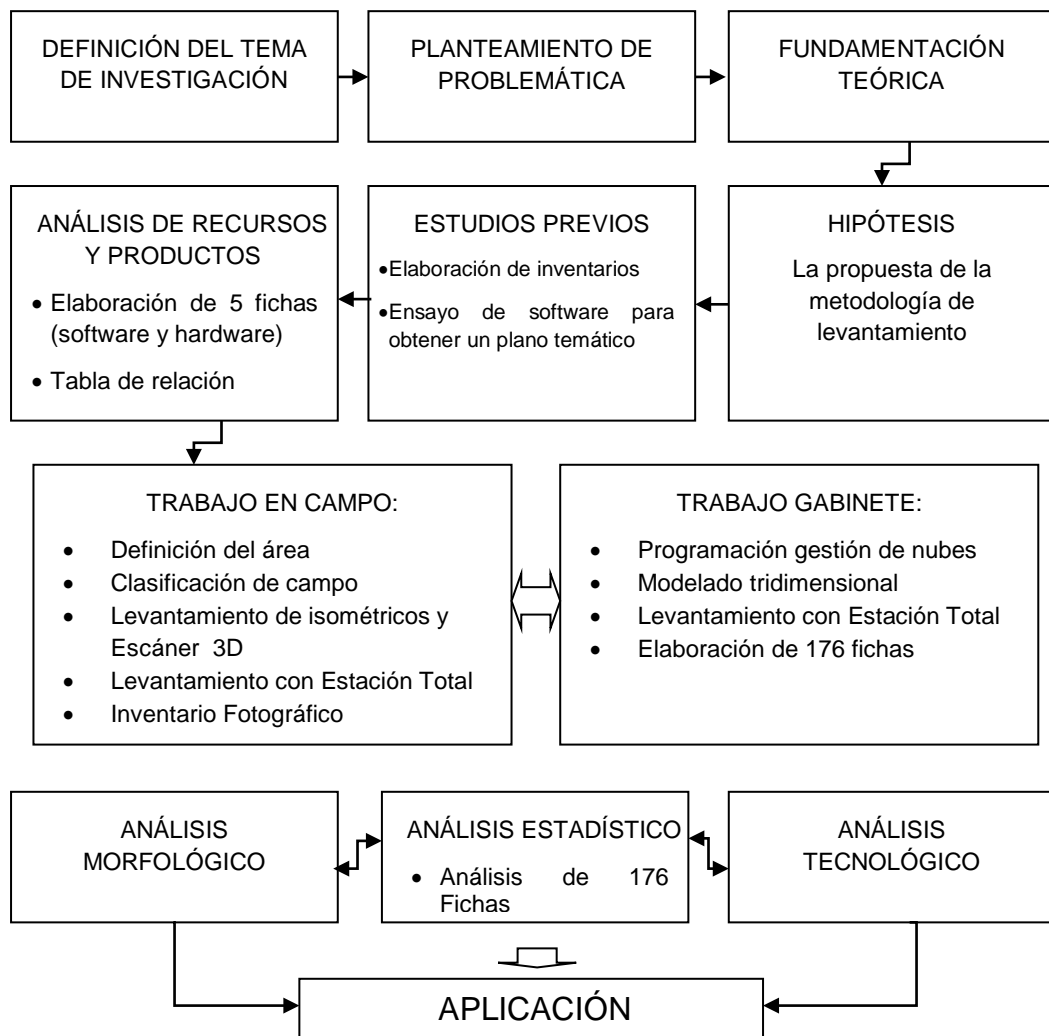 DEFINICIÓN DEL TEMA
DE INVESTIGACIÓN
PLANTEAMIENTO DE
PROBLEMÁTICA
FUNDAMENTACIÓN
TEÓRICA
ANÁLISIS DE RECURSOS
Y PRODUCTOS
• Elaboración de 5 fichas
(software y hardware)
• Tabla de relación
ESTUDIOS PREVIOS
•Elaboración de inventarios
•Ensayo de software para
obtener un plano temático
HIPÓTESIS
La propuesta de la
metodología de
levantamiento
TRABAJO EN CAMPO:
• Definición del área
• Clasificación de campo
• Levantamiento de isométricos y
Escáner 3D
• Levantamiento con Estación Total
• Inventario Fotográfico
TRABAJO GABINETE:
• Programación gestión de nubes
• Modelado tridimensional
• Levantamiento con Estación Total
• Elaboración de 176 fichas
ANÁLISIS
MORFOLÓGICO
ANÁLISIS ESTADÍSTICO
• Análisis de 176
Fichas
ANÁLISIS
TECNOLÓGICO
APLICACIÓN